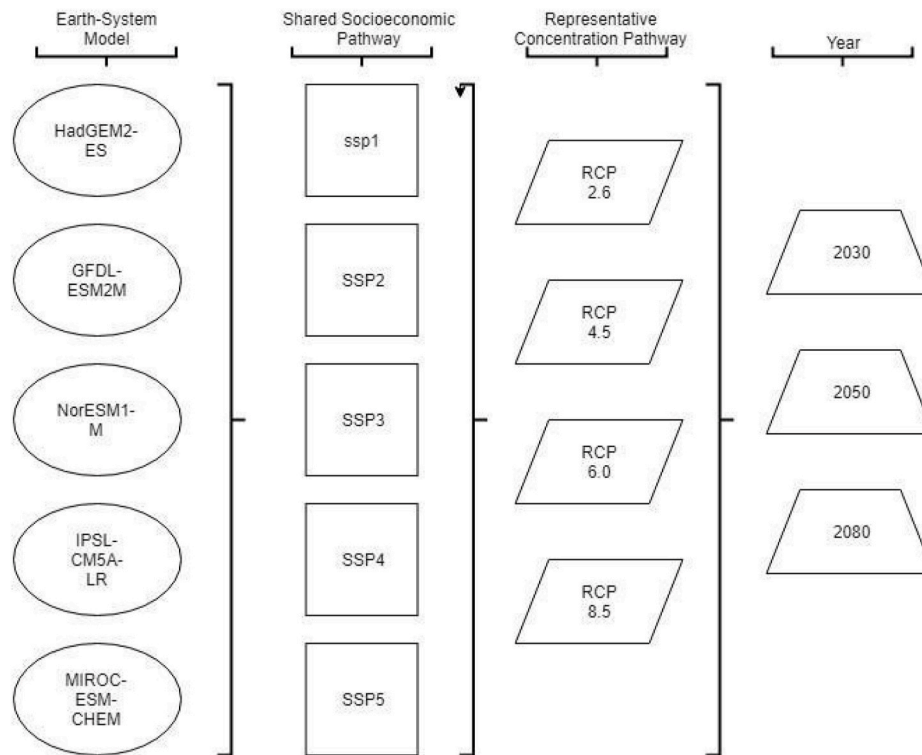 Earth-System
Model
Shared Socioeconomic
Pathway
Representative
Concentration Pathway
Year
HadGEM2-
ES
GFDL-
ESM2M
NorESM1-
M
IPSL-
CM5A-
LR
MIROC-
ESM-
CHEM
ssp1
SSP2
SSP3
SSP4
SSP5
RCP
2.6
RCP
4.5
RCP
6.0
RCP
8.5
2030
2050
2080